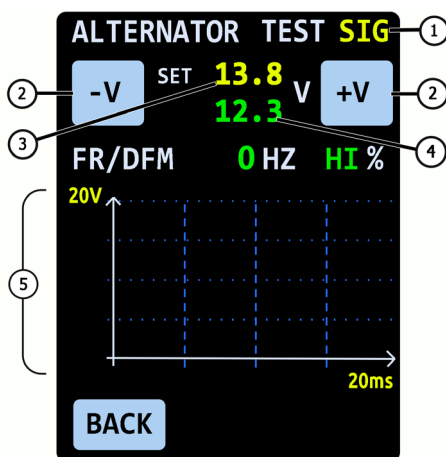 ALTERNATOR TEST SIG
1
2
-V
SET
13.8
V
+V
2
12.3
3
4
FR/DFM 0 HZ HI %
20V
5
20ms
BACK